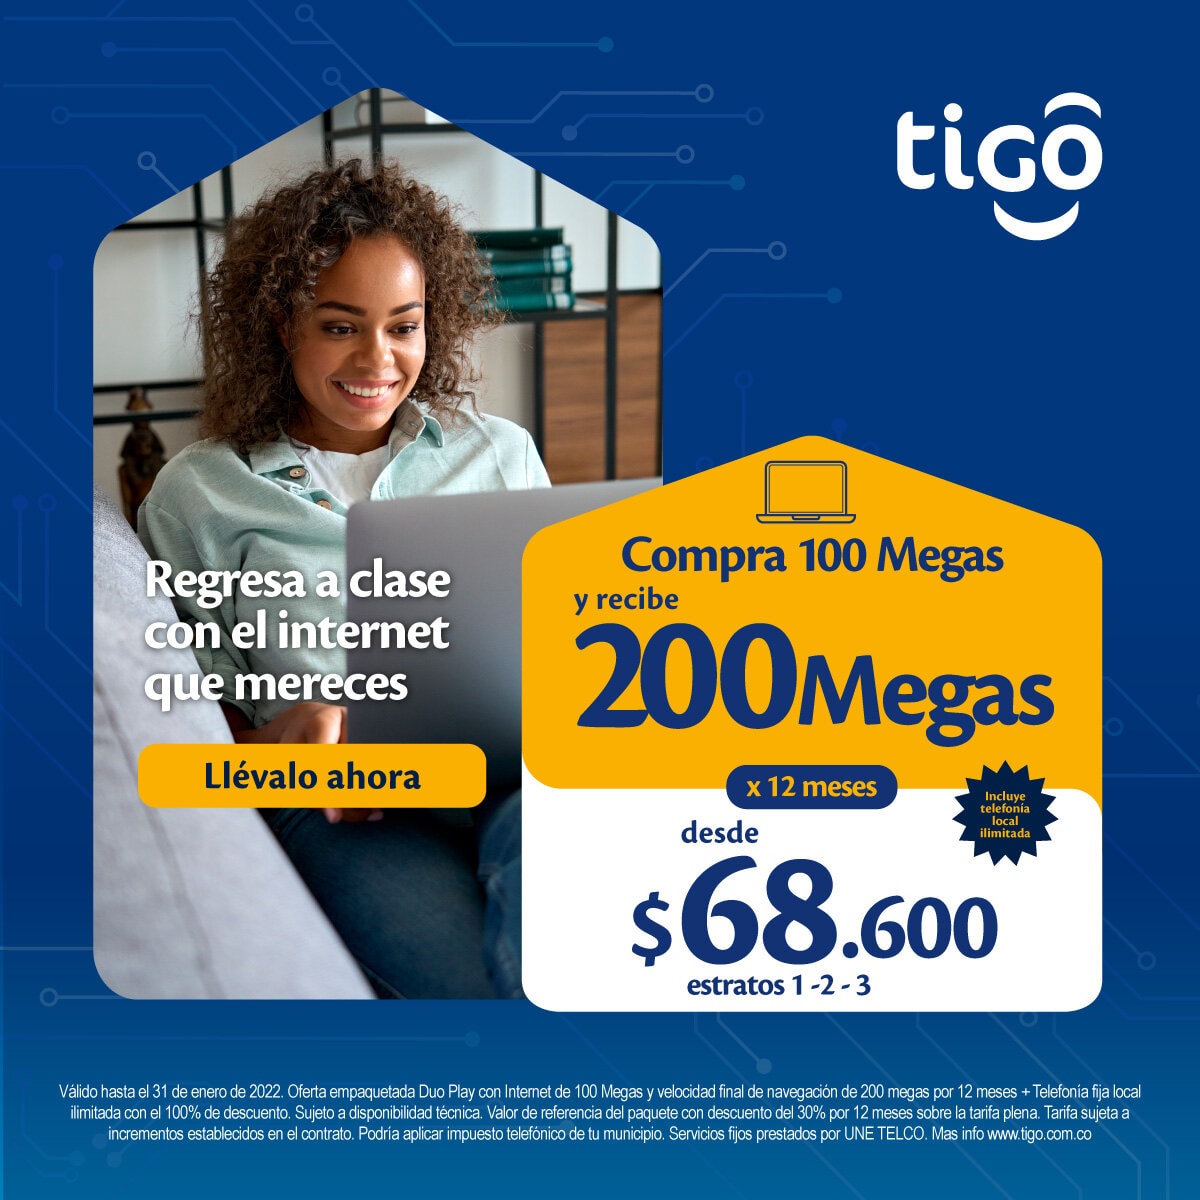 tigo
Regresa a clase
con el internet
que mereces
Llévalo ahora
Compra 100 Megas
y recibe
200Megas
x 12 meses
Incluye
telefonía
local
ilimitada
desde
$68.600
estratos 1 -2 - 3
Válido hasta el 31 de enero de 2022. Oferta empaquetada Duo Play con Internet de 100 Megas y velocidad final de navegación de 200 megas por 12 meses + Telefonía fija local
ilimitada con el 100% de descuento. Sujeto a disponibilidad técnica. Valor de referencia del paquete con descuento del 30% por 12 meses sobre la tarifa plena. Tarifa sujeta a
incrementos establecidos en el contrato. Podría aplicar impuesto telefónico de tu municipio. Servicios fijos prestados por UNE TELCO. Mas info www.tigo.com.co